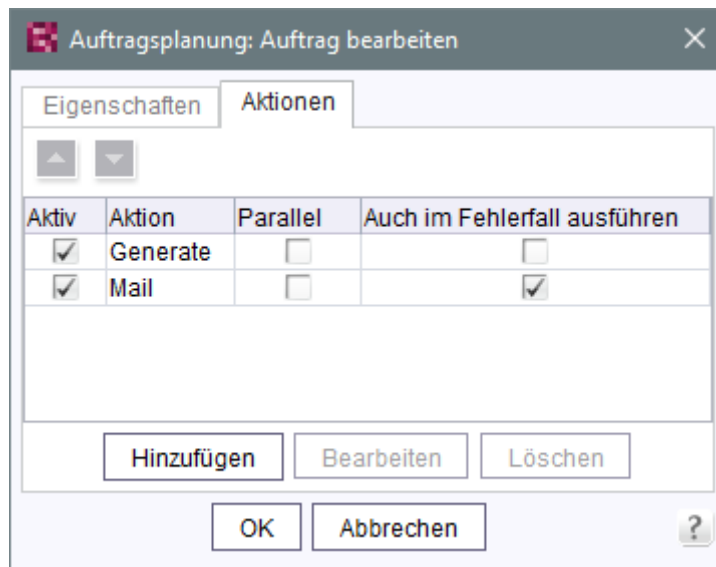 Auftragsplanung: Auftrag bearbeiten
Eigenschaften Aktionen
Aktiv Aktion Parallel Auch im Fehlerfall ausführen
Generate
Mail
Hinzufügen Bearbeiten Löschen
OK Abbrechen ?